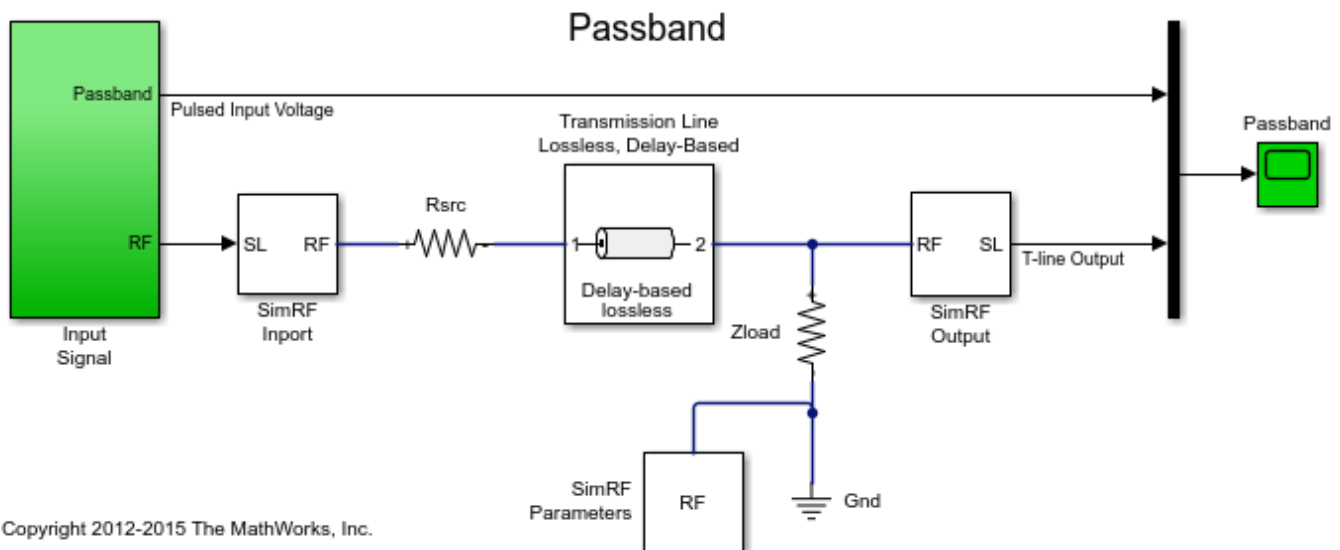 Passband
Passband
Pulsed Input Voltage
Transmission Line
Lossless, Delay-Based
Passband
Rsrc
RF
SL
RF
1
2
RF
SL
T-line Output
Delay-based
lossless
SimRF
Inport
SimRF
Output
Input
Signal
Zload
SimRF
Parameters
RF
Gnd
Copyright 2012-2015 The MathWorks, Inc.